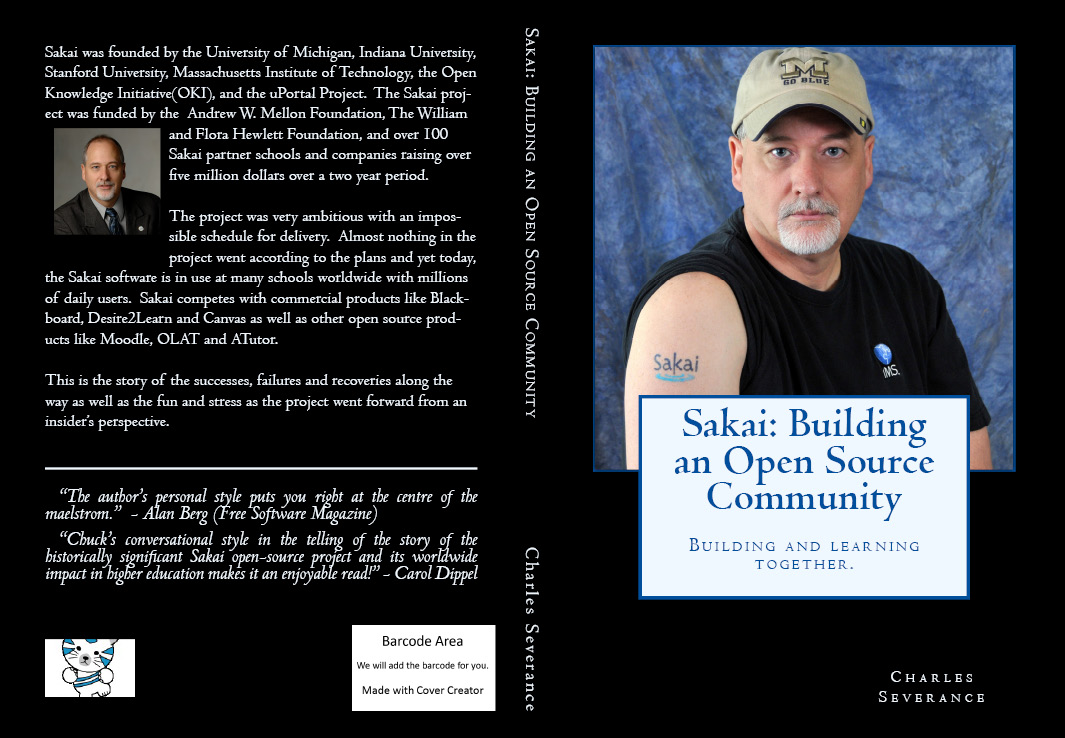 Sakai was founded by the University of Michigan, Indiana University,
Stanford University, Massachusetts Institute of Technology, the Open
Knowledge Initiative(OKI), and the uPortal Project.  The Sakai proj-
ect was funded by the  Andrew W. Mellon Foundation, The William
and Flora Hewlett Foundation, and over 100
Sakai partner schools and companies raising over
five million dollars over a two year period.
The project was very ambitious with an impos-
sible schedule for delivery.  Almost nothing in the
project went according to the plans and yet today,
the Sakai software is in use at many schools worldwide with millions
of daily users.  Sakai competes with commercial products like Black-
board, Desire2Learn and Canvas as well as other open source prod-
ucts like Moodle, OLAT and ATutor.
This is the story of the successes, failures and recoveries along the
way as well as the fun and stress as the project went forward from an
insider's perspective.
“The author's personal style puts you right at the centre of the
maelstrom.”  - Alan Berg (Free Software Magazine)
“Chuck's conversational style in the telling of the story of the
historically significant Sakai open-source project and its worldwide
impact in higher education makes it an enjoyable read!” - Carol Dippel
Barcode Area
We will add the barcode for you.
Made with Cover Creator
Sakai: Building an Open Source Community
Charles Severance
M
GO BLUE
Sakai
IMS.
Sakai: Building
an Open Source
Community
Building and learning
together.
Charles
Severance